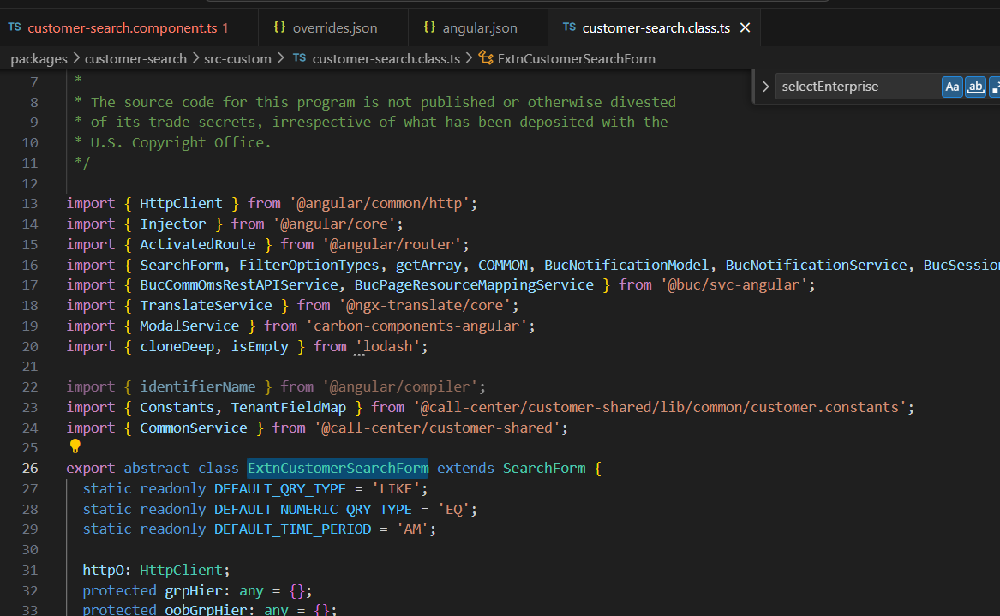 TS customer-search.component.ts 1
{} overrides.json
{} angular.json
TS customer-search.class.ts
packages > customer-search > src-custom > TS customer-search.class.ts > ExtnCustomerSearchForm
selectEnterprise Aa ab
7 *
8 * The source code for this program is not published or otherwise divested
9 * of its trade secrets, irrespective of what has been deposited with the
10 * U.S. Copyright Office.
11 */
12
13 import { HttpClient } from '@angular/common/http';
14 import { Injector } from '@angular/core';
15 import { ActivatedRoute } from '@angular/router';
16 import { SearchForm, FilterOptionTypes, getArray, COMMON, BucNotificationModel, BucNotificationService, BucSession
17 import { BucCommOmsRestAPIService, BucPageResourceMappingService } from '@buc/svc-angular';
18 import { TranslateService } from '@ngx-translate/core';
19 import { ModalService } from 'carbon-components-angular';
20 import { cloneDeep, isEmpty } from 'lodash';
21
22 import { identifierName } from '@angular/compiler';
23 import { Constants, TenantFieldMap } from '@call-center/customer-shared/lib/common/customer.constants';
24 import { CommonService } from '@call-center/customer-shared';
25
26 export abstract class ExtnCustomerSearchForm extends SearchForm {
27 static readonly DEFAULT_QRY_TYPE = 'LIKE';
28 static readonly DEFAULT_NUMERIC_QRY_TYPE = 'EQ';
29 static readonly DEFAULT_TIME_PERIOD = 'AM';
30
31 httpO: HttpClient;
32 protected grpHier: any = {};
33 protected oobGrpHier: any = {};